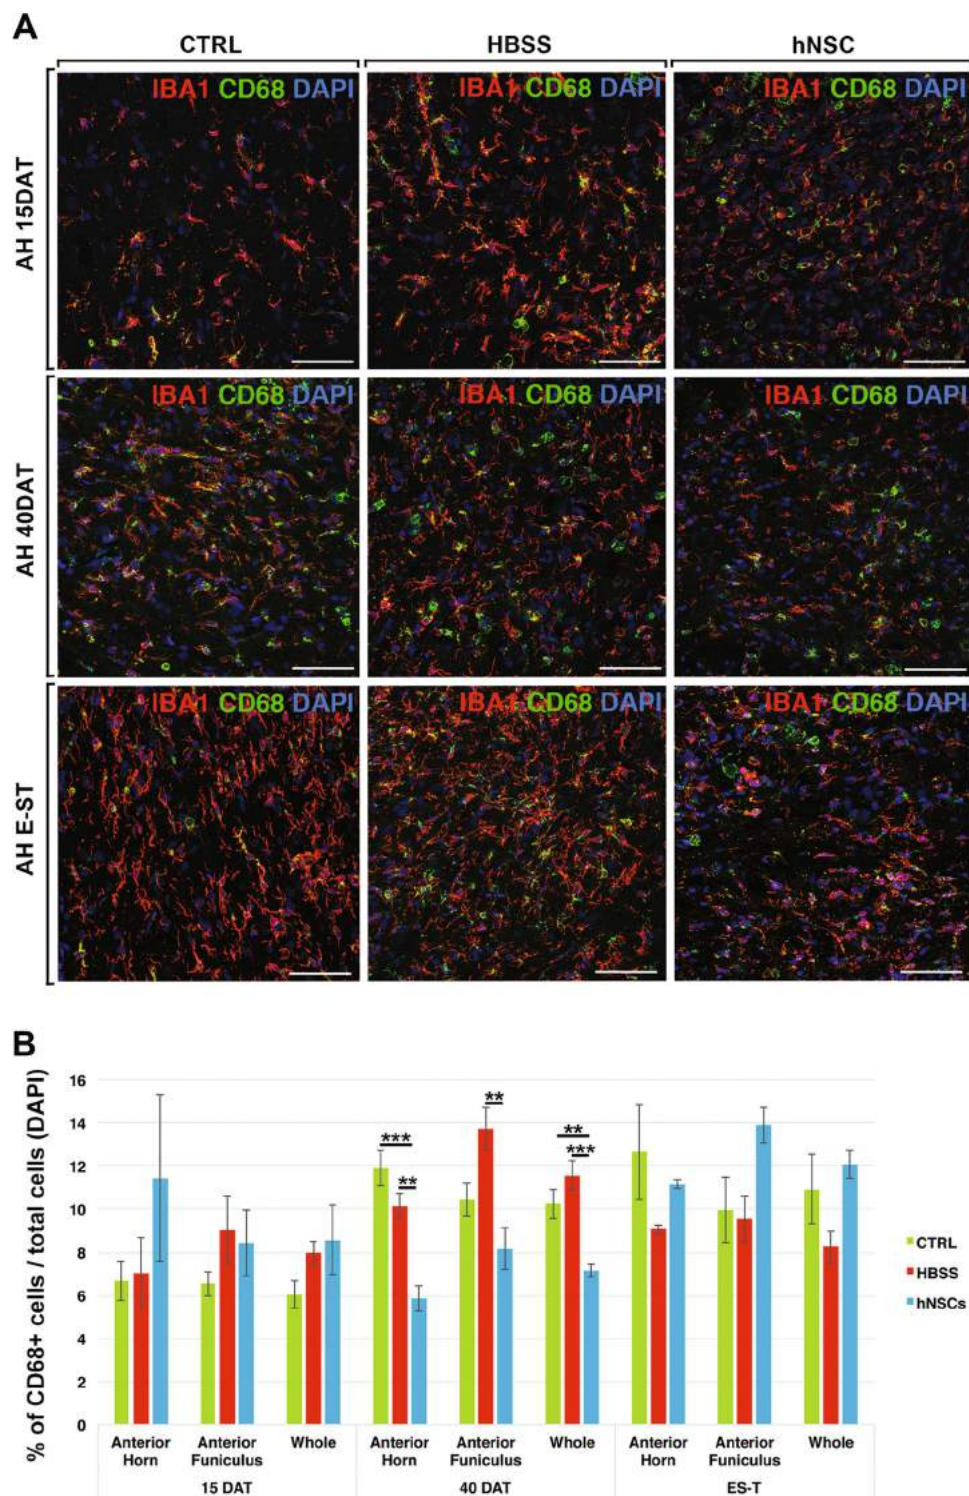 A
CTRL HBSS hNSC
AH 15DAT
IBA1 CD68 DAPI IBA1 CD68 DAPI IBA1 CD68 DAPI
AH 40DAT
IBA1 CD68 DAPI IBA1 CD68 DAPI IBA1 CD68 DAPI
AH E-ST
IBA1 CD68 DAPI IBA1 CD68 DAPI IBA1 CD68 DAPI
B
% of CD68+ cells / total cells (DAPI)
16
14
12
10
8
6
4
2
0
*** ** ** ** ***
CTRL
HBSS
hNSCs
Anterior Anterior Whole Anterior Anterior Whole Anterior Anterior Whole
Horn Funiculus Horn Funiculus Horn Funiculus
15 DAT 40 DAT ES-T